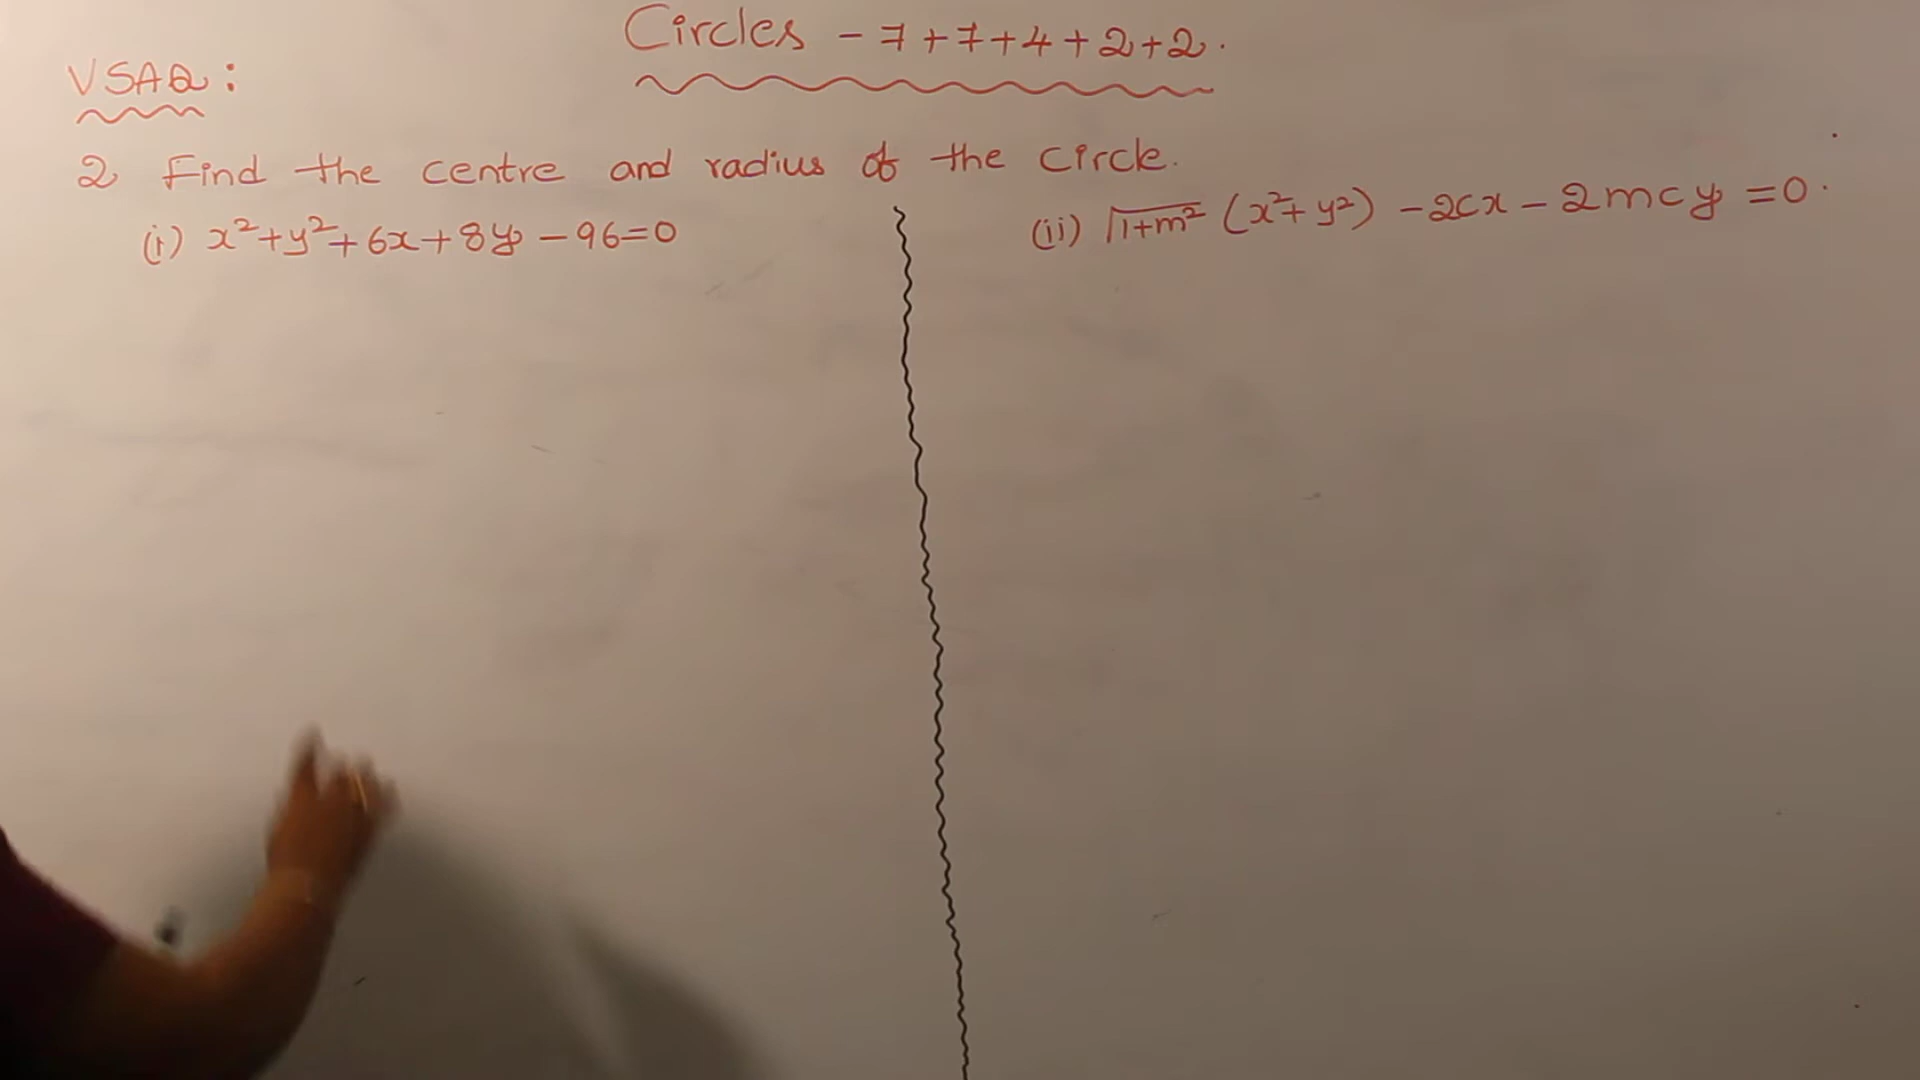 Circles - 7+7+4+2+2.
VSAQ:
2 Find the centre and radius of the circle.
(i) x²+y²+6x+8y-96=0
(ii) √1+m² (x²+y²) -2cx - 2mcy =0.